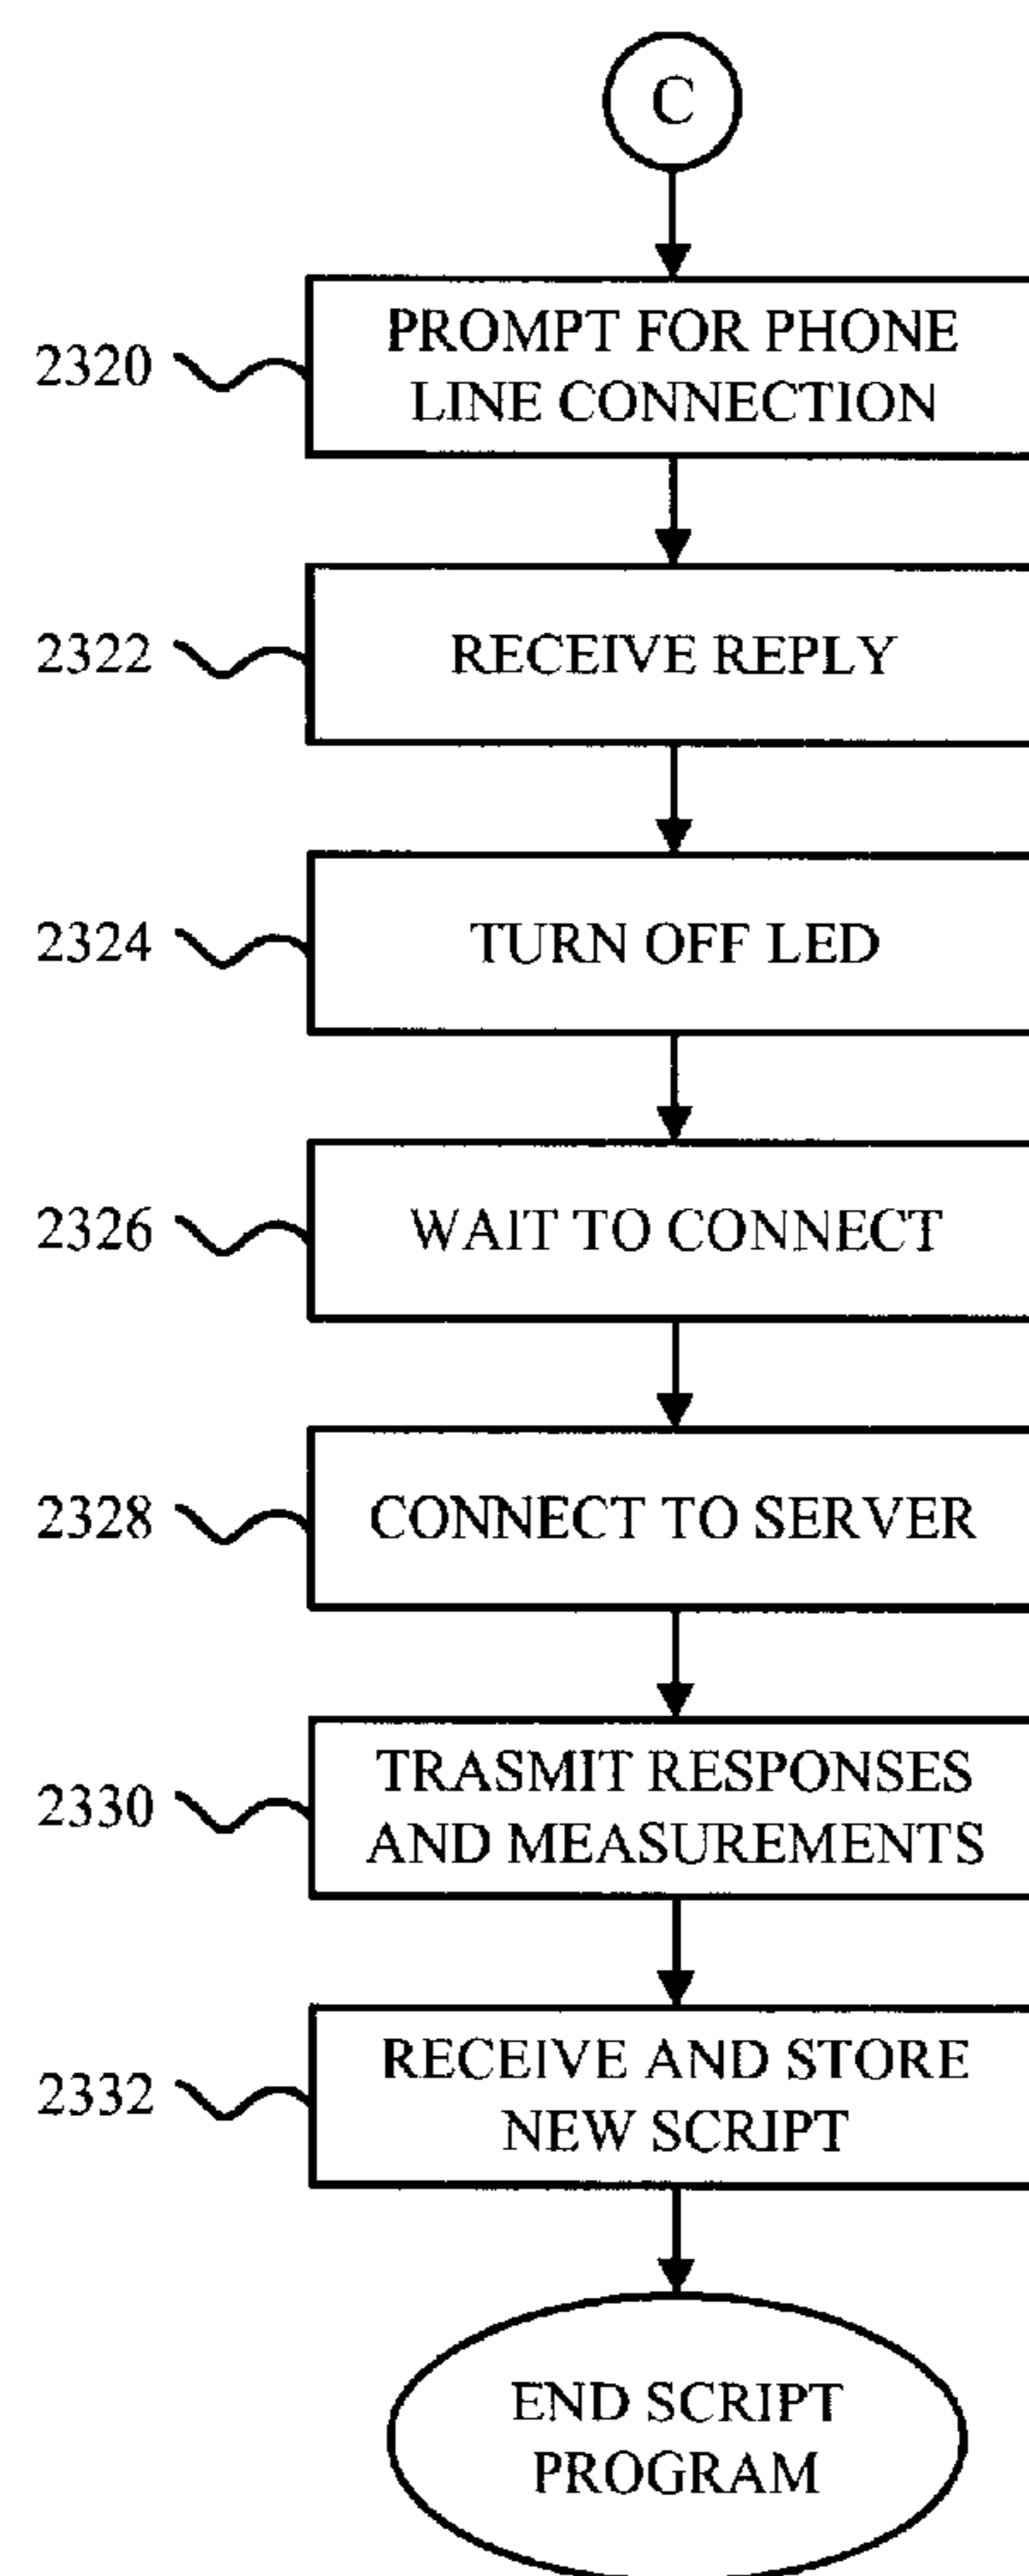 C
2320
PROMPT FOR PHONE
LINE CONNECTION
2322
RECEIVE REPLY
2324
TURN OFF LED
2326
WAIT TO CONNECT
2328
CONNECT TO SERVER
2330
TRASMIT RESPONSES
AND MEASUREMENTS
2332
RECEIVE AND STORE
NEW SCRIPT
END SCRIPT
PROGRAM